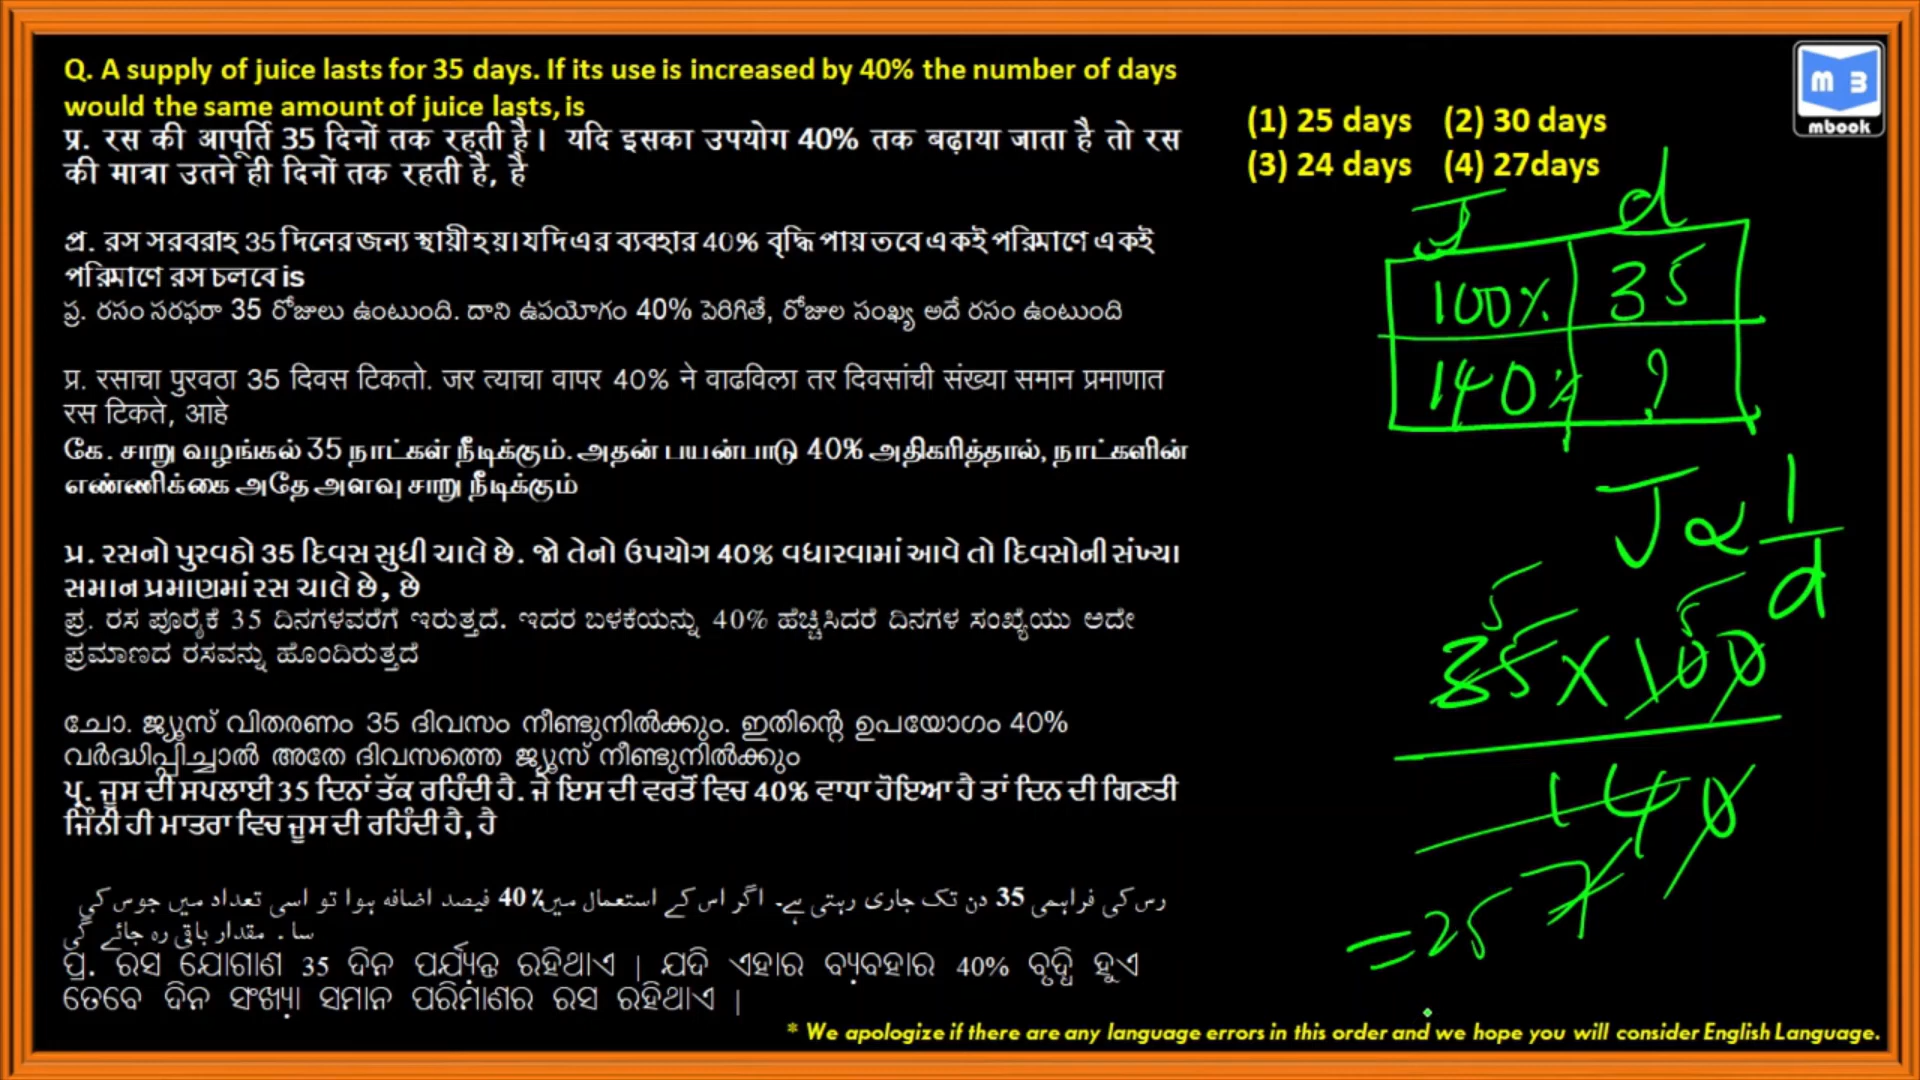 Q. A supply of juice lasts for 35 days. If its use is increased by 40% the number of days
would the same amount of juice lasts, is
प्र. रस की आपूर्ति 35 दिनों तक रहती है। यदि इसका उपयोग 40% तक बढ़ाया जाता है तो रस
की मात्रा उतने ही दिनों तक रहती है, है
প্র. রস সরবরাহ 35 দিনের জন্য স্থায়ী হয়। যদি এর ব্যবহার 40% বৃদ্ধি পায় তবে একই পরিমাণে একই
পরিমাণে রস চলবে is
ప్ర. రసం సరఫరా 35 రోజులు ఉంటుంది. దాని ఉపయోగం 40% పెరిగితే, రోజుల సంఖ్య అదే రసం ఉంటుంది
प्र. रसाचा पुरवठा 35 दिवस टिकतो. जर त्याचा वापर 40% ने वाढविला तर दिवसांची संख्या समान प्रमाणात
रस टिकते, आहे
கே. சாறு வழங்கல் 35 நாட்கள் நீடிக்கும். அதன் பயன்பாடு 40% அதிகரித்தால், நாட்களின்
எண்ணிக்கை அதே அளவு சாறு நீடிக்கும்
પ્ર. રસનો પુરવઠો 35 દિવસ સુધી ચાલે છે. જો તેનો ઉપયોગ 40% વધારવામાં આવે તો દિવસોની સંખ્યા
સમાન પ્રમાણમાં રસ ચાલે છે, છે
ಪ್ರ. ರಸ ಪೂರೈಕೆ 35 ದಿನಗಳವರೆಗೆ ಇರುತ್ತದೆ. ಇದರ ಬಳಕೆಯನ್ನು 40% ಹೆಚ್ಚಿಸಿದರೆ ದಿನಗಳ ಸಂಖ್ಯೆಯು ಅದೇ
ಪ್ರಮಾಣದ ರಸವನ್ನು ಹೊಂದಿರುತ್ತದೆ
ചോ. ജ്യൂസ് വിതരണം 35 ദിവസം നീണ്ടുനിൽക്കും. ഇതിന്റെ ഉപയോഗം 40%
വർദ്ധിപ്പിച്ചാൽ അതേ ദിവസത്തെ ജ്യൂസ് നീണ്ടുനിൽക്കും
ਪ੍ਰ. ਜੂਸ ਦੀ ਸਪਲਾਈ 35 ਦਿਨਾਂ ਤੱਕ ਰਹਿੰਦੀ ਹੈ. ਜੇ ਇਸ ਦੀ ਵਰਤੋਂ ਵਿਚ 40% ਵਾਧਾ ਹੋਇਆ ਹੈ ਤਾਂ ਦਿਨ ਦੀ ਗਿਣਤੀ
ਜਿੰਨੀ ਹੀ ਮਾਤਰਾ ਵਿਚ ਜੂਸ ਦੀ ਰਹਿੰਦੀ ਹੈ, ਹੈ
رس کی فراہمی 35 دن تک جاری رہتی ہے۔ اگر اس کے استعمال میں 40% فیصد اضافہ ہوا تو اسی تعداد میں جوس کی
سا ۔ مقدار باقی رہ جائے گی
ପ୍ର. ରସ ଯୋଗାଣ 35 ଦିନ ପର୍ଯ୍ୟନ୍ତ ରହିଥାଏ | ଯଦି ଏହାର ବ୍ୟବହାର 40% ବୃଦ୍ଧି ହୁଏ
ତେବେ ଦିନ ସଂଖ୍ୟା ସମାନ ପରିମାଣର ରସ ରହିଥାଏ |
(1) 25 days (2) 30 days
(3) 24 days (4) 27days
m 3
mbook
J d
100% 35
140% ?
J ∝ 1/d
5 5
35 X 100
140
7
= 25
* We apologize if there are any language errors in this order and we hope you will consider English Language.